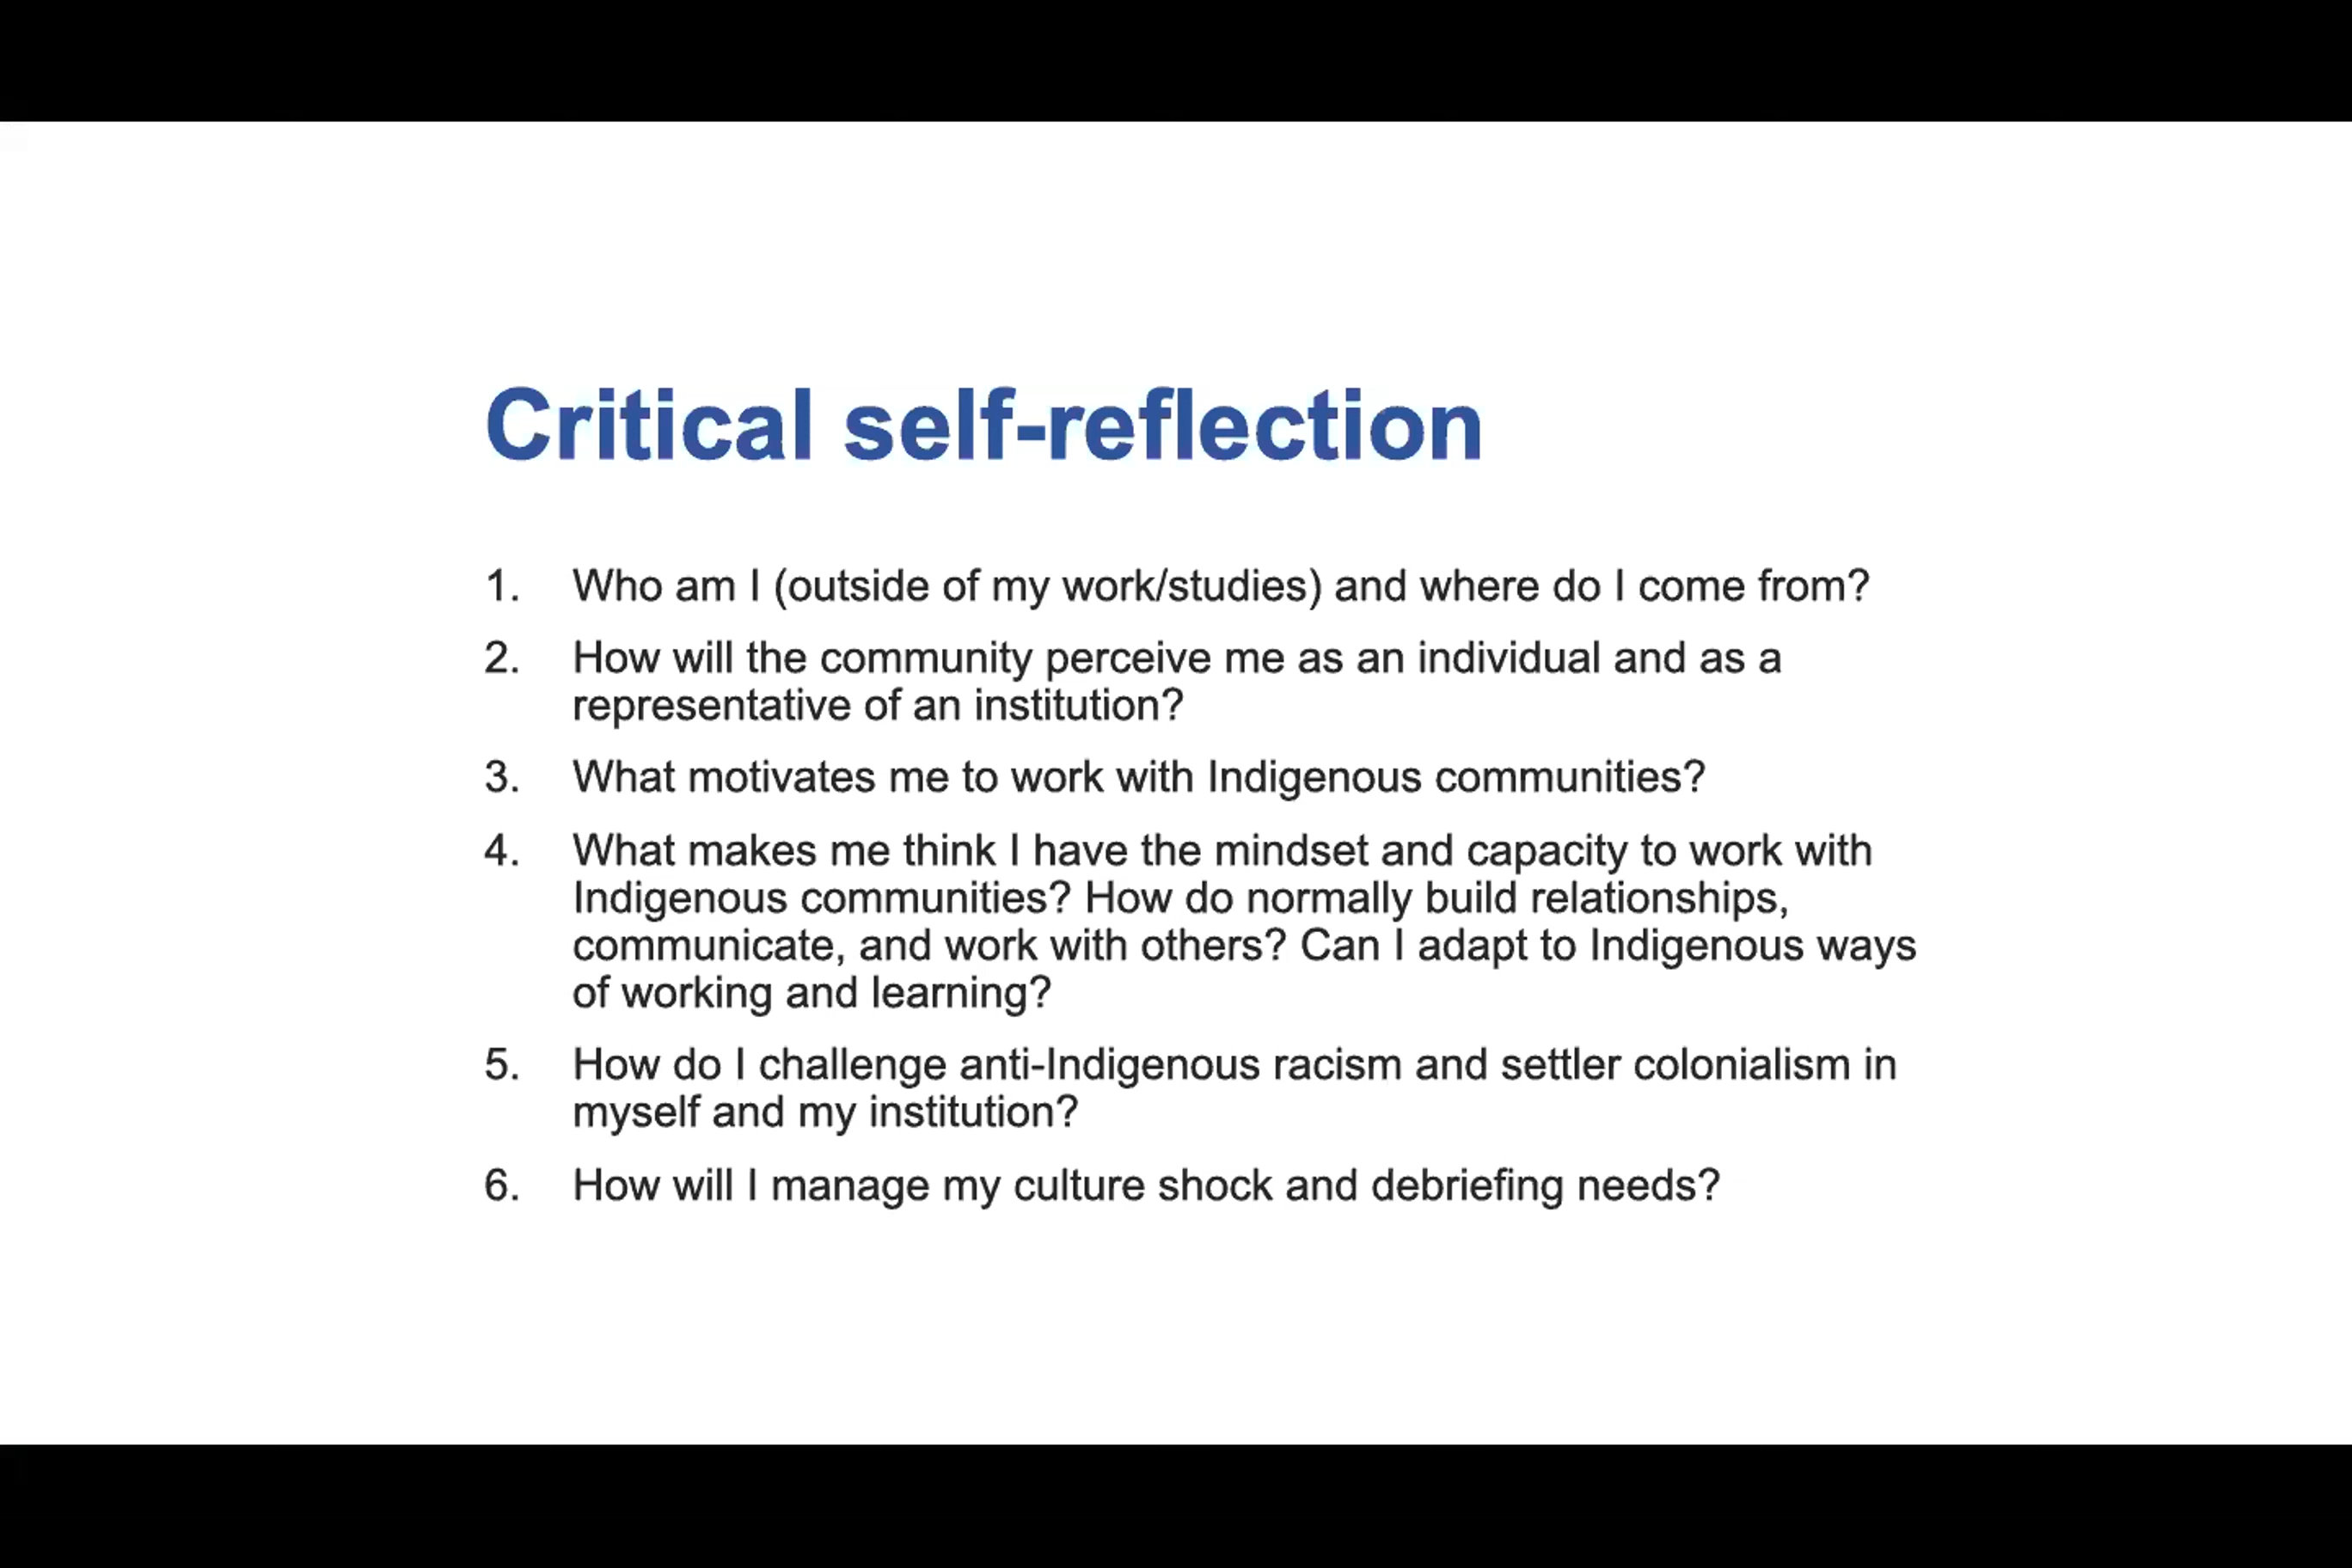 Critical self-reflection
1. Who am I (outside of my work/studies) and where do I come from?
2. How will the community perceive me as an individual and as a
representative of an institution?
3. What motivates me to work with Indigenous communities?
4. What makes me think I have the mindset and capacity to work with
Indigenous communities? How do normally build relationships,
communicate, and work with others? Can I adapt to Indigenous ways
of working and learning?
5. How do I challenge anti-Indigenous racism and settler colonialism in
myself and my institution?
6. How will I manage my culture shock and debriefing needs?